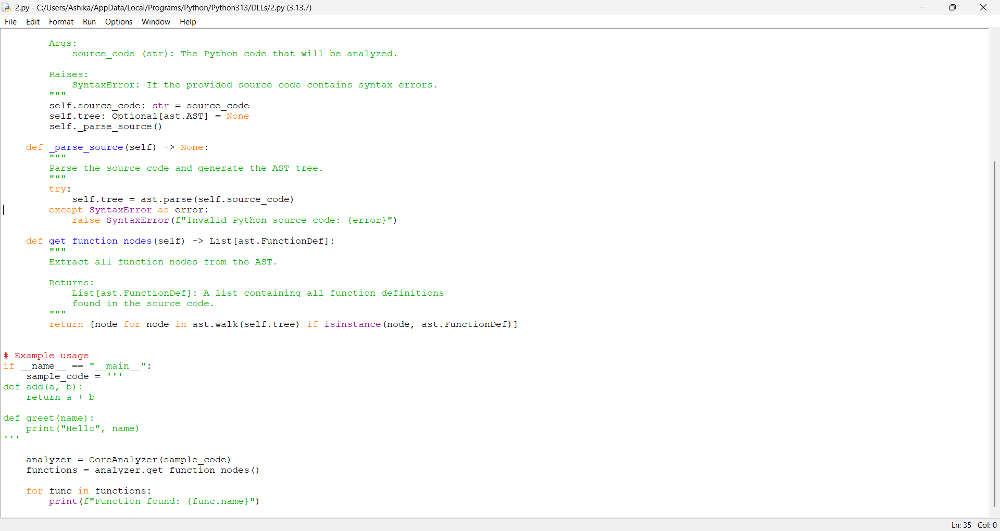 2.py - C:/Users/Ashika/AppData/Local/Programs/Python/Python313/DLLs/2.py (3.13.7)
File Edit Format Run Options Window Help
        Args:
            source_code (str): The Python code that will be analyzed.

        Raises:
            SyntaxError: If the provided source code contains syntax errors.
        """
        self.source_code: str = source_code
        self.tree: Optional[ast.AST] = None
        self._parse_source()

    def _parse_source(self) -> None:
        """
        Parse the source code and generate the AST tree.
        """
        try:
            self.tree = ast.parse(self.source_code)
        except SyntaxError as error:
            raise SyntaxError(f"Invalid Python source code: {error}")

    def get_function_nodes(self) -> List[ast.FunctionDef]:
        """
        Extract all function nodes from the AST.

        Returns:
            List[ast.FunctionDef]: A list containing all function definitions
            found in the source code.
        """
        return [node for node in ast.walk(self.tree) if isinstance(node, ast.FunctionDef)]


# Example usage
if __name__ == "__main__":
    sample_code = '''
def add(a, b):
    return a + b

def greet(name):
    print("Hello", name)
'''

    analyzer = CoreAnalyzer(sample_code)
    functions = analyzer.get_function_nodes()

    for func in functions:
        print(f"Function found: {func.name}")
Ln: 35 Col: 0